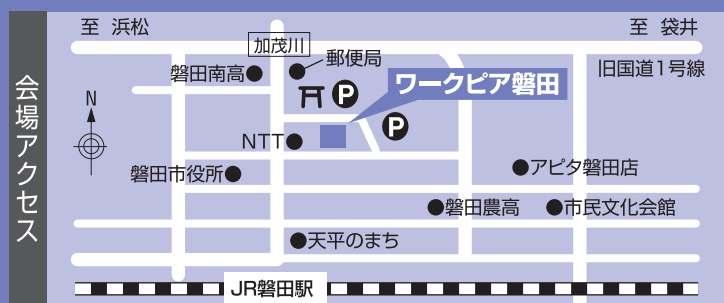 会場アクセス
至 浜松
至 袋井
加茂川
郵便局
磐田南高
旧国道1号線
ワークピア磐田
P
P
N
NTT
磐田市役所
アピタ磐田店
磐田農高
市民文化会館
天平のまち
JR磐田駅